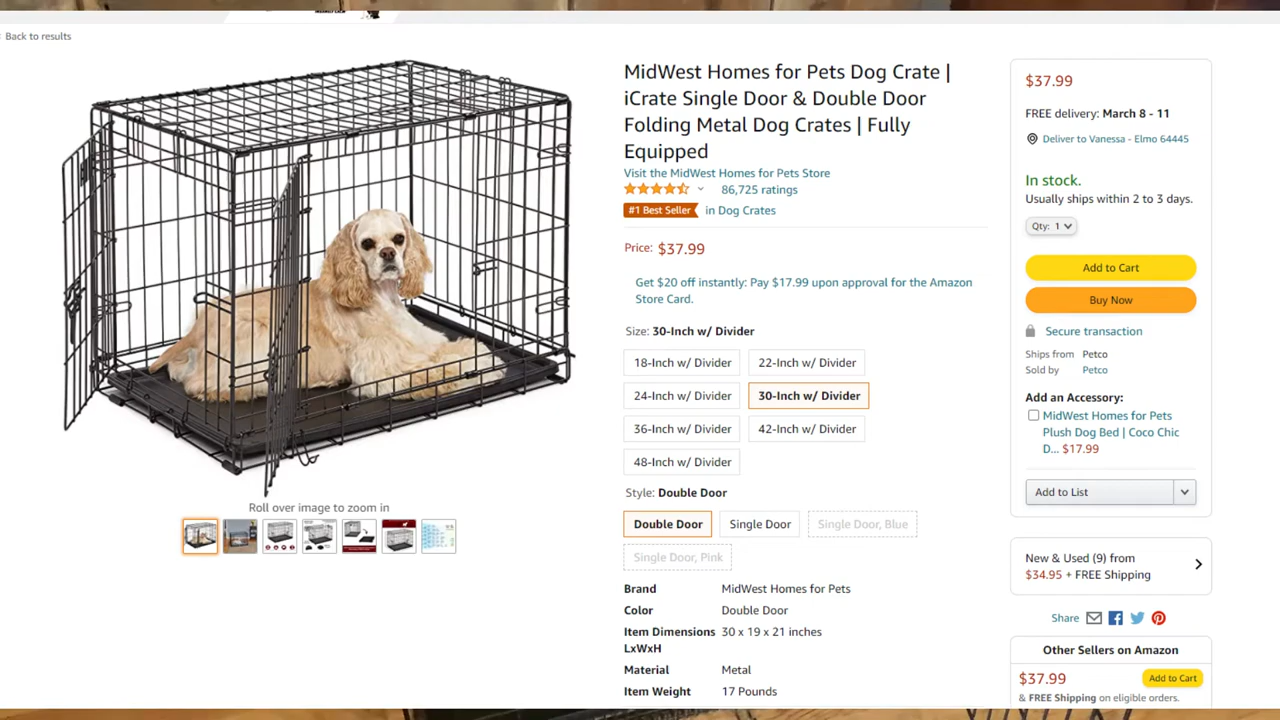 Back to results
MidWest Homes for Pets Dog Crate |
iCrate Single Door & Double Door
Folding Metal Dog Crates | Fully
Equipped
Visit the MidWest Homes for Pets Store
86,725 ratings
#1 Best Seller in Dog Crates
Price: $37.99
Get $20 off instantly: Pay $17.99 upon approval for the Amazon
Store Card.
Size: 30-Inch w/ Divider
18-Inch w/ Divider
22-Inch w/ Divider
24-Inch w/ Divider
30-Inch w/ Divider
36-Inch w/ Divider
42-Inch w/ Divider
48-Inch w/ Divider
Style: Double Door
Double Door
Single Door
Single Door, Blue
Single Door, Pink
Brand MidWest Homes for Pets
Color Double Door
Item Dimensions 30 x 19 x 21 inches
LxWxH
Material Metal
Item Weight 17 Pounds
Roll over image to zoom in
$37.99
FREE delivery: March 8 - 11
Deliver to Vanessa - Elmo 64445
In stock.
Usually ships within 2 to 3 days.
Qty: 1
Add to Cart
Buy Now
Secure transaction
Ships from Petco
Sold by Petco
Add an Accessory:
MidWest Homes for Pets
Plush Dog Bed | Coco Chic
D... $17.99
Add to List
New & Used (9) from
$34.95 + FREE Shipping
Share
Other Sellers on Amazon
$37.99
Add to Cart
& FREE Shipping on eligible orders.